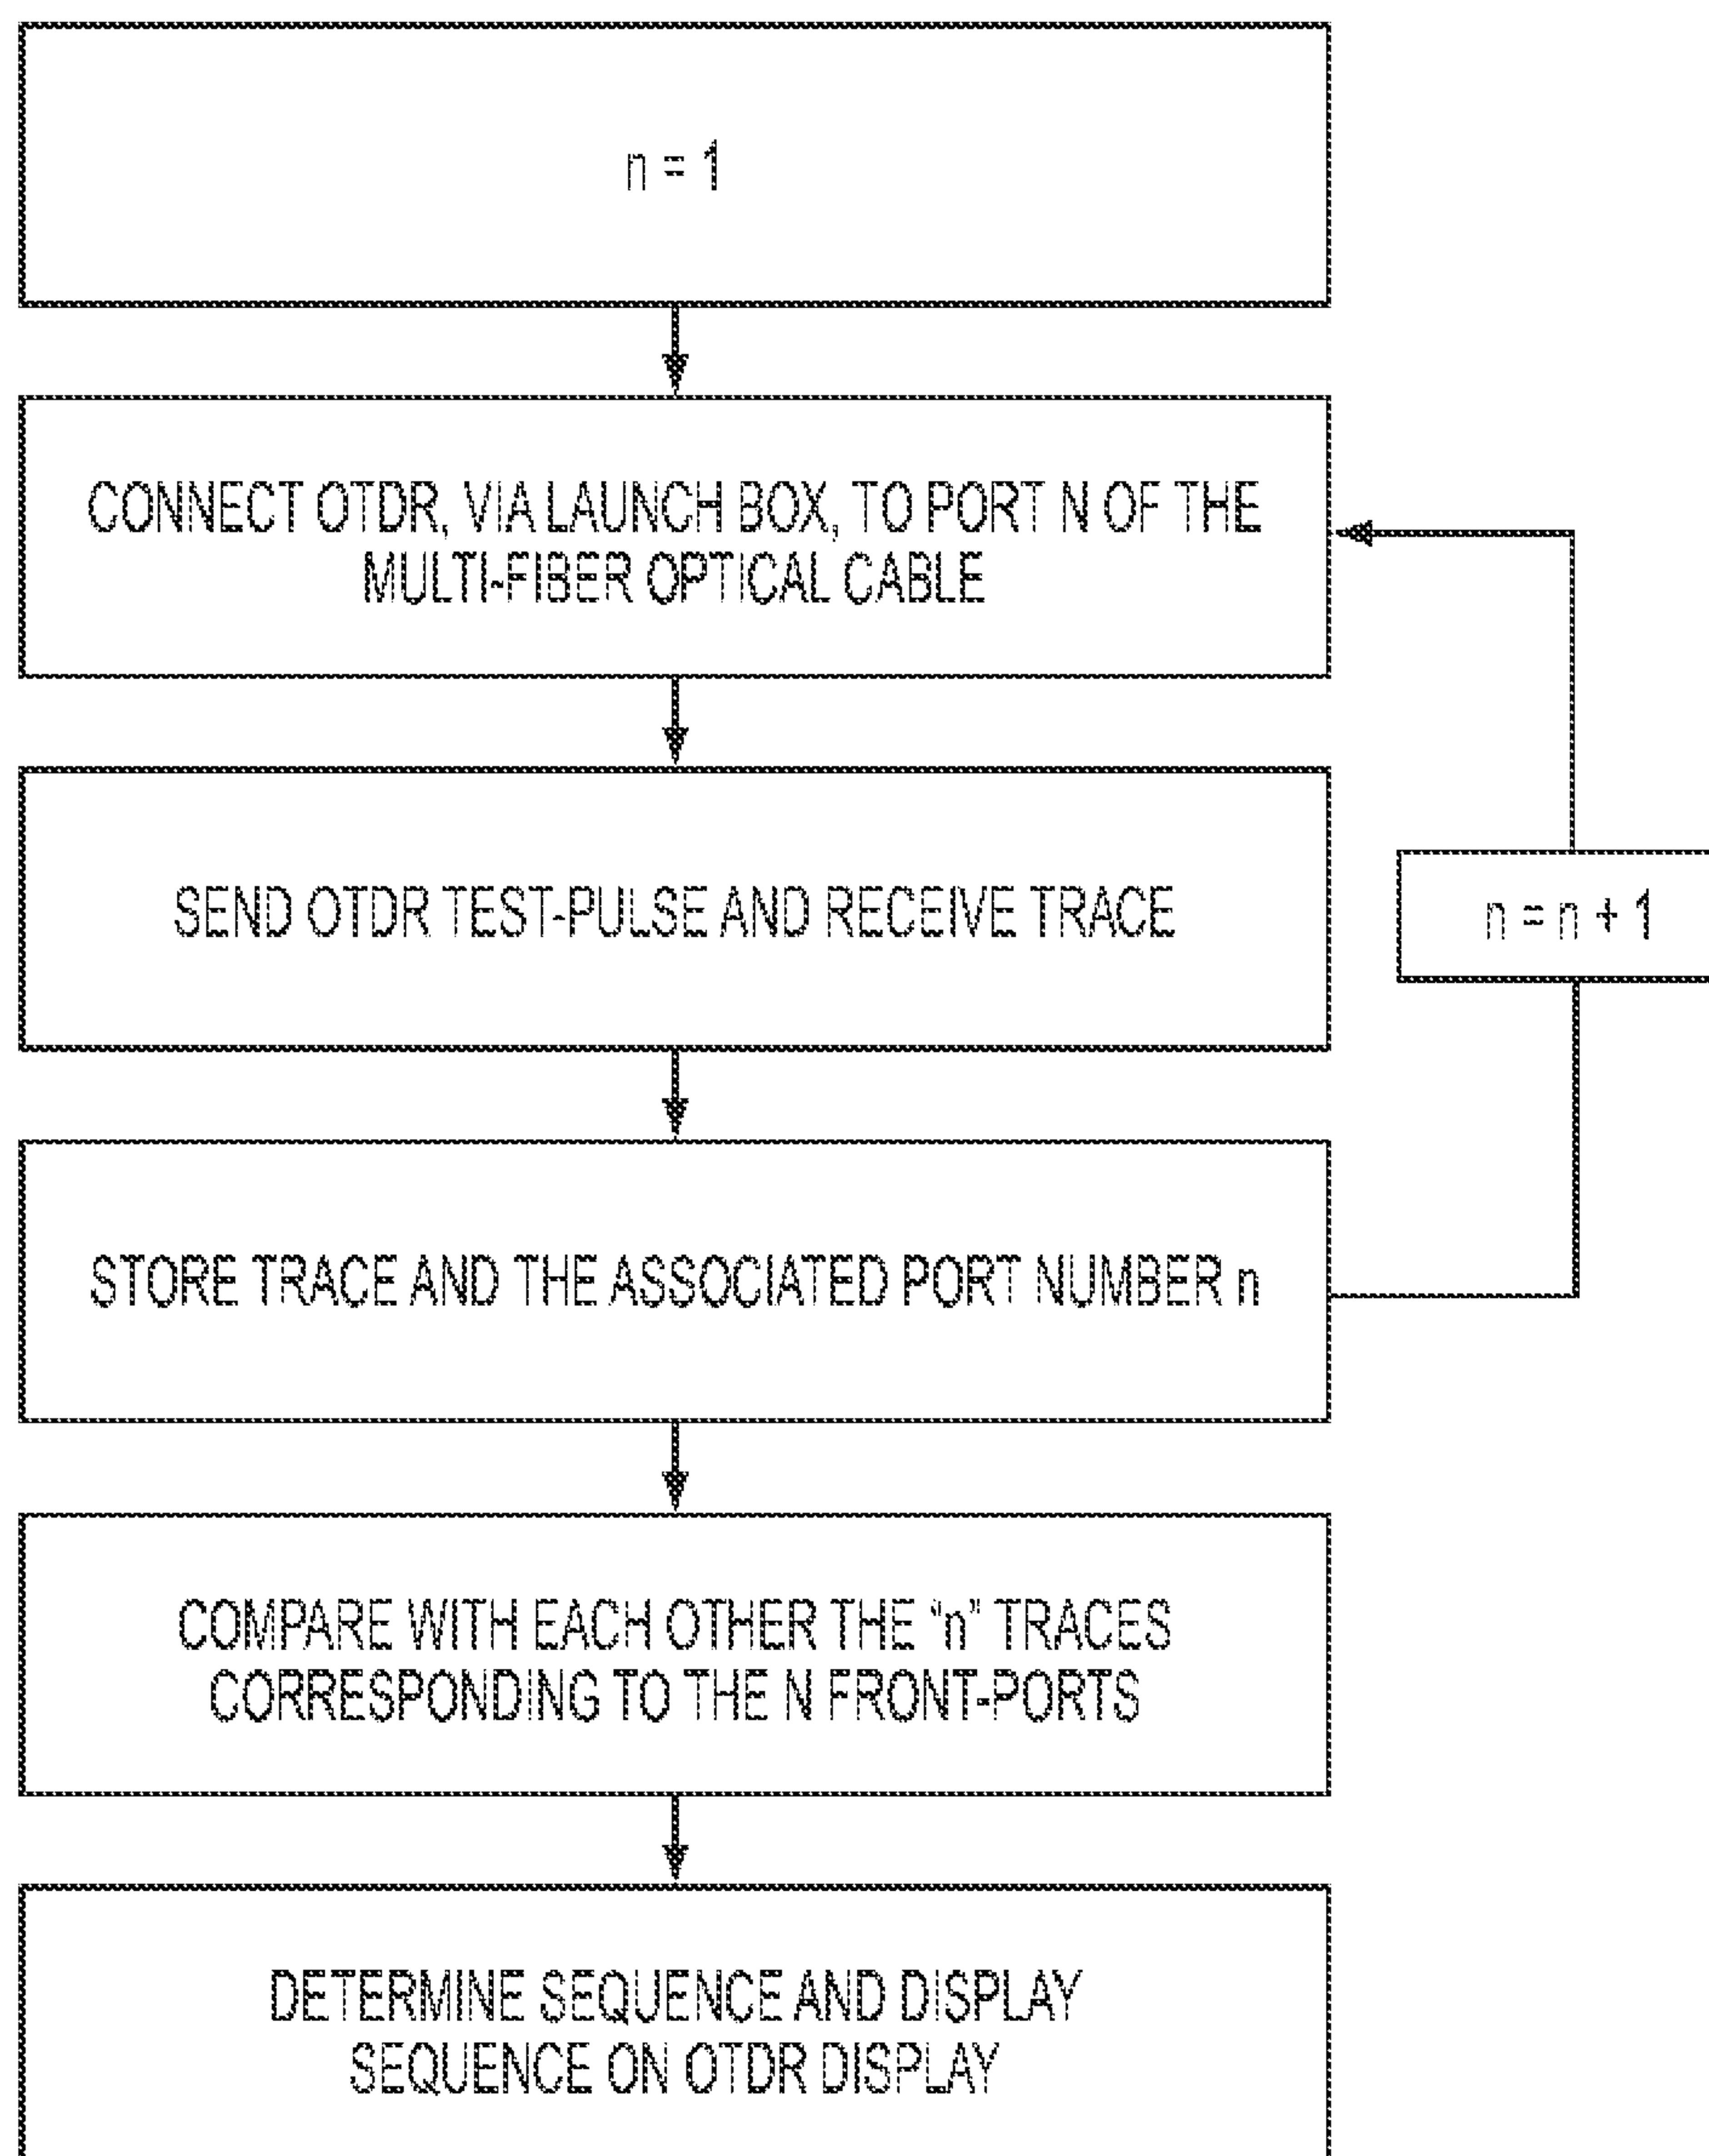 n = 1
CONNECT OTDR, VIA LAUNCH BOX, TO PORT N OF THE
MULTI-FIBER OPTICAL CABLE
SEND OTDR TEST-PULSE AND RECEIVE TRACE
n = n + 1
STORE TRACE AND THE ASSOCIATED PORT NUMBER n
COMPARE WITH EACH OTHER THE "n" TRACES
CORRESPONDING TO THE N FRONT-PORTS
DETERMINE SEQUENCE AND DISPLAY
SEQUENCE ON OTDR DISPLAY